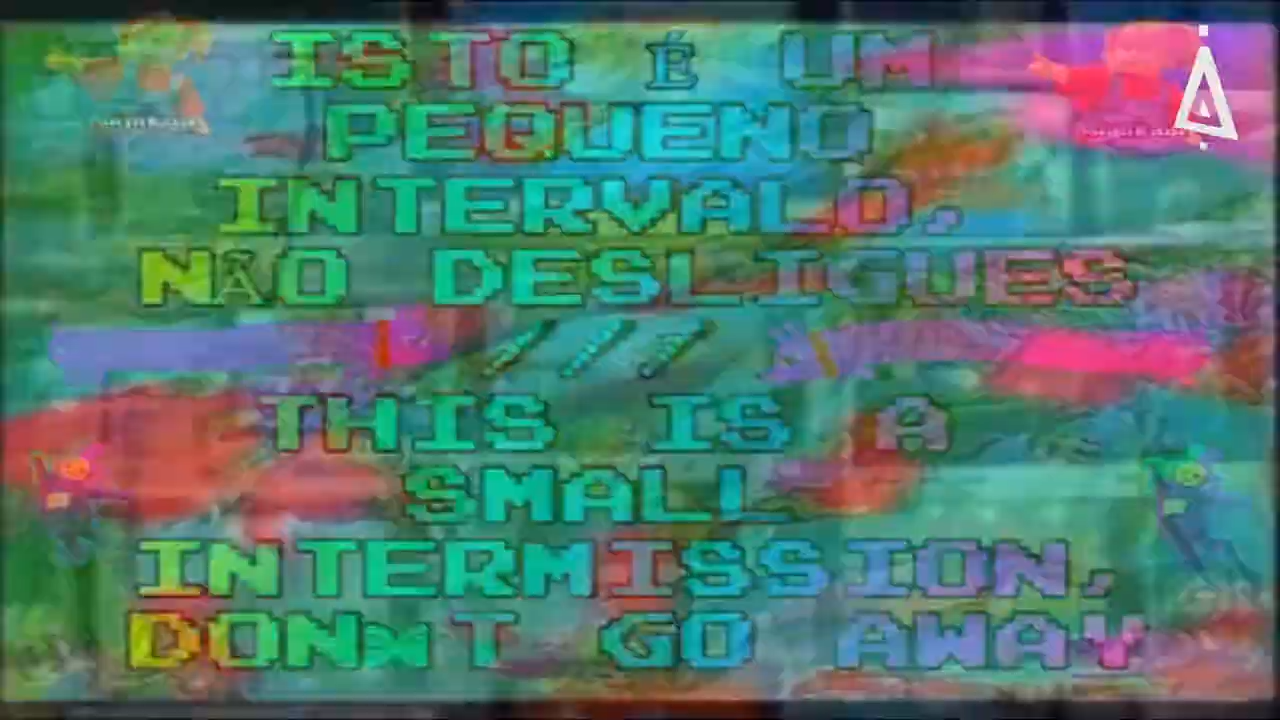 ISTO É UM
PEQUENO
INTERVALO,
NÃO DESLIGUES
///
THIS IS A
SMALL
INTERMISSION,
DON T GO AWAY